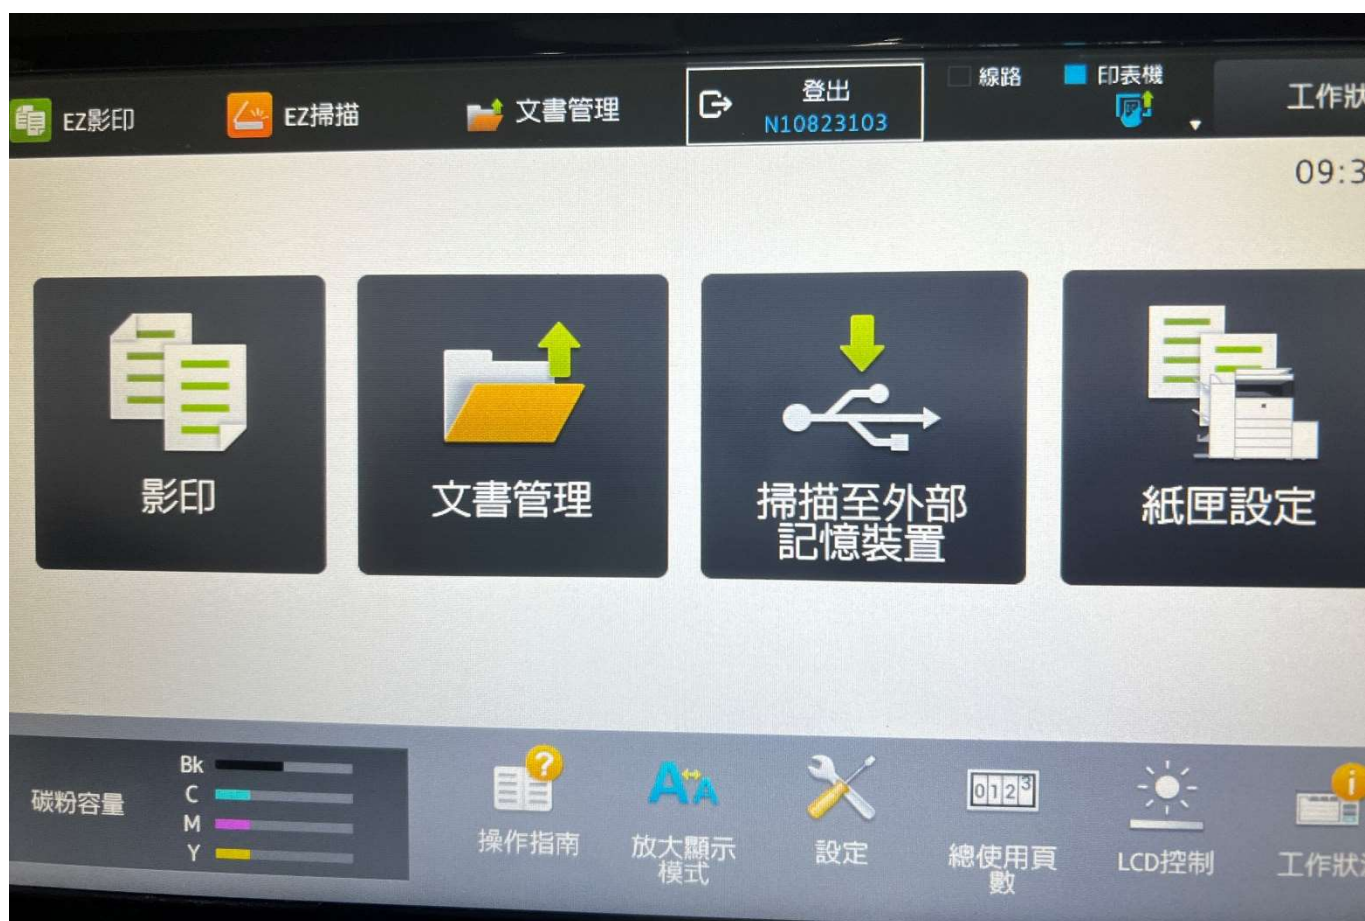 EZ影印
EZ掃描
文書管理
登出
N10823103
線路
印表機
工作狀
09:3
影印
文書管理
掃描至外部
記憶裝置
紙匣設定
碳粉容量
Bk
C
M
Y
操作指南
放大顯示
模式
設定
0123
總使用頁
數
LCD控制
工作狀況